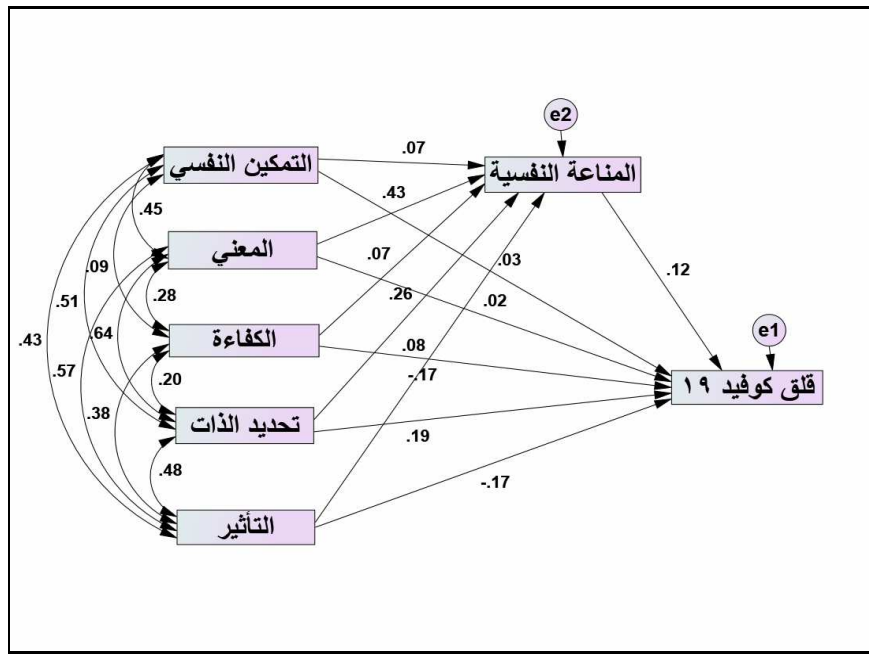 e2
التمكين النفسي
.07
المناعة النفسية
.45
.43
المعني
.09
.07
.03
.12
.28
.26
.02
.51
e1
.64
الكفاءة
.43
.08
.57
.20
-.17
قلق كوفيد ١٩
.38
تحديد الذات
.19
.48
-.17
التأثير